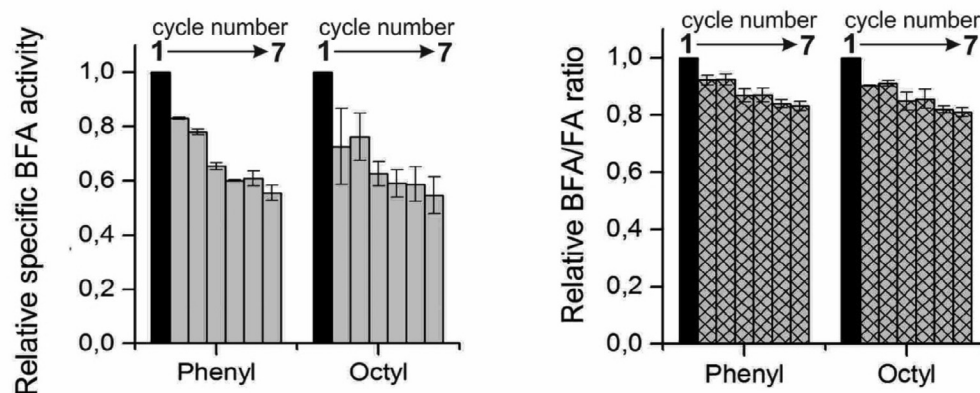 Relative specific BFA activity
cycle number
1 7
cycle number
1 7
1,0
0,8
0,6
0,4
0,2
0,0
Phenyl
Octyl
Relative BFA/FA ratio
cycle number
1 7
cycle number
1 7
1,0
0,8
0,6
0,4
0,2
0,0
Phenyl
Octyl